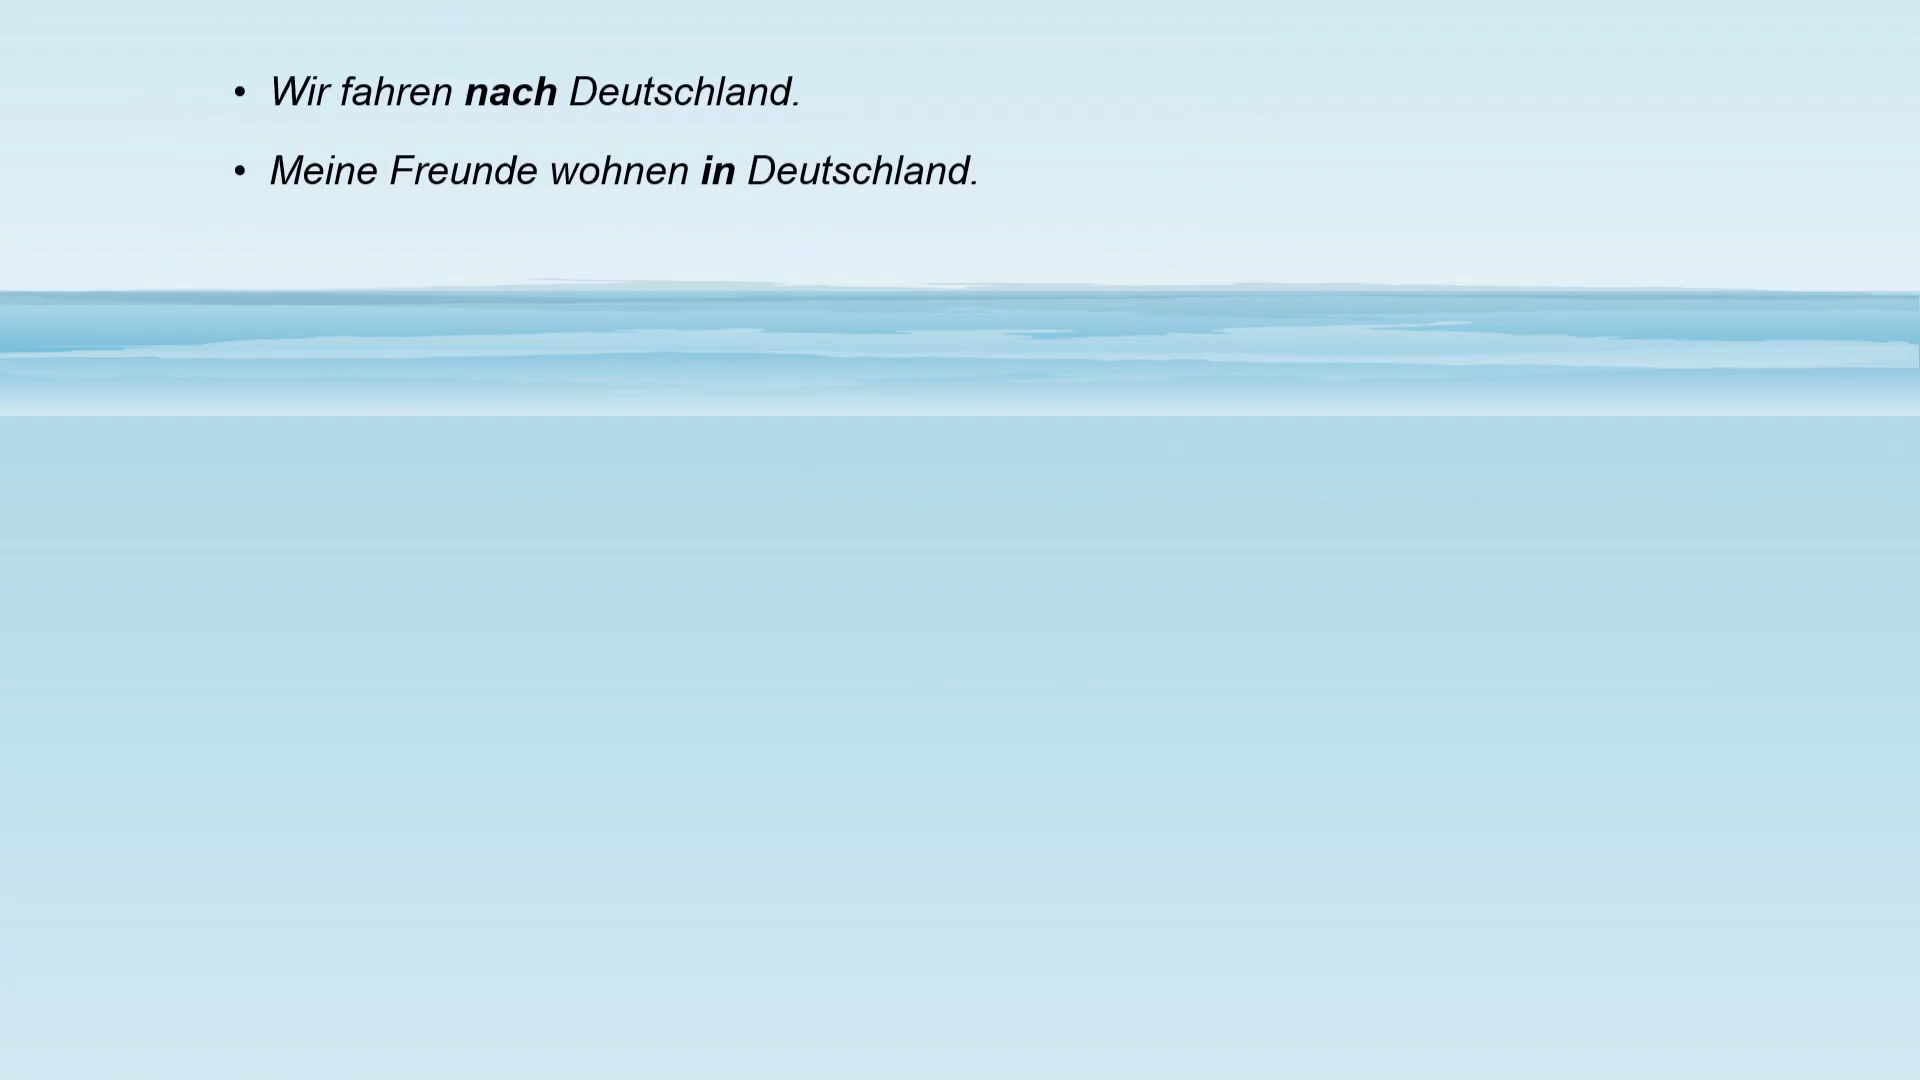 • Wir fahren nach Deutschland.
• Meine Freunde wohnen in Deutschland.